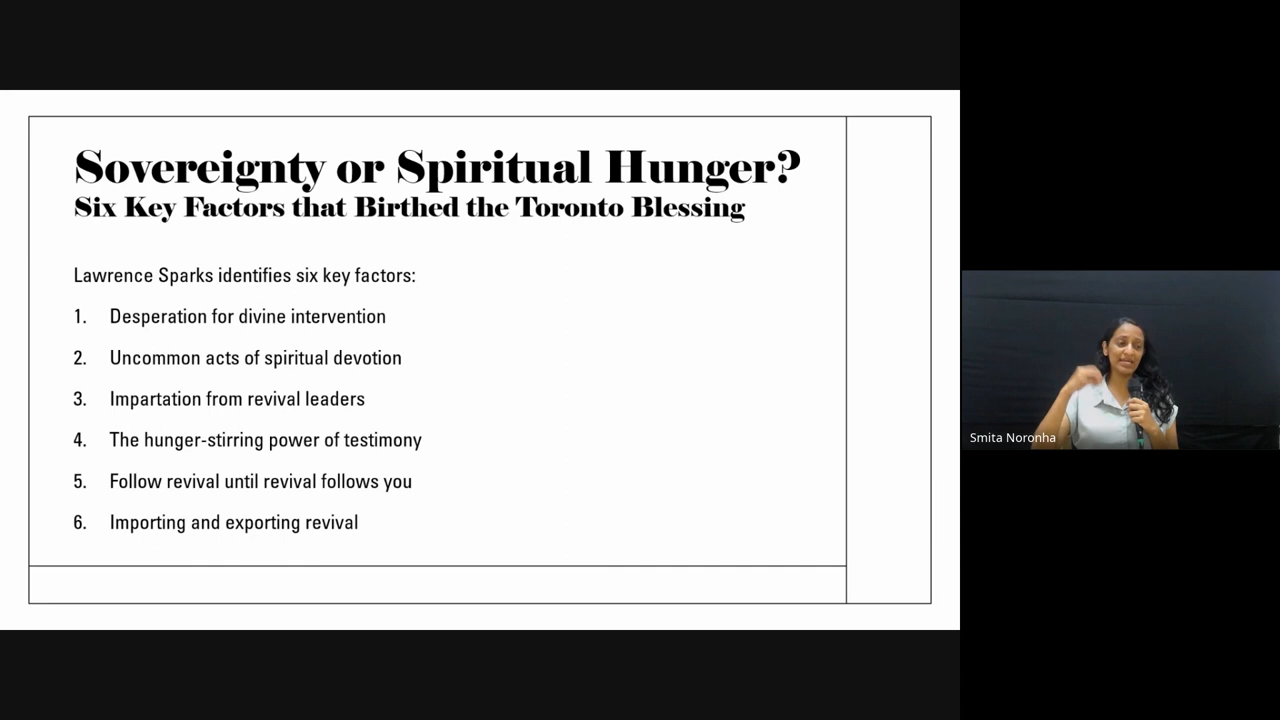 Sovereignty or Spiritual Hunger?
Six Key Factors that Birthed the Toronto Blessing
Lawrence Sparks identifies six key factors:
1. Desperation for divine intervention
2. Uncommon acts of spiritual devotion
3. Impartation from revival leaders
4. The hunger-stirring power of testimony
5. Follow revival until revival follows you
6. Importing and exporting revival
Smita Noronha